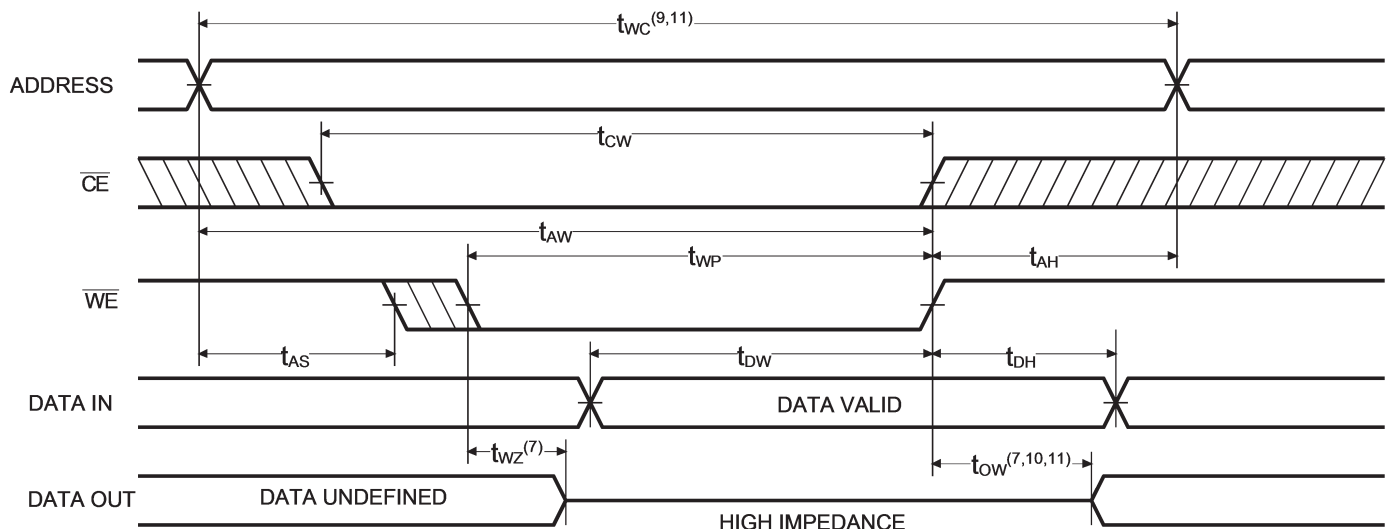 tWC(9,11)
ADDRESS
tCW
CE
tAW
tWP
tAH
WE
tAS
tDW
tDH
DATA IN
DATA VALID
tWZ(7)
tOW(7,10,11)
DATA OUT
DATA UNDEFINED
HIGH IMPEDANCE